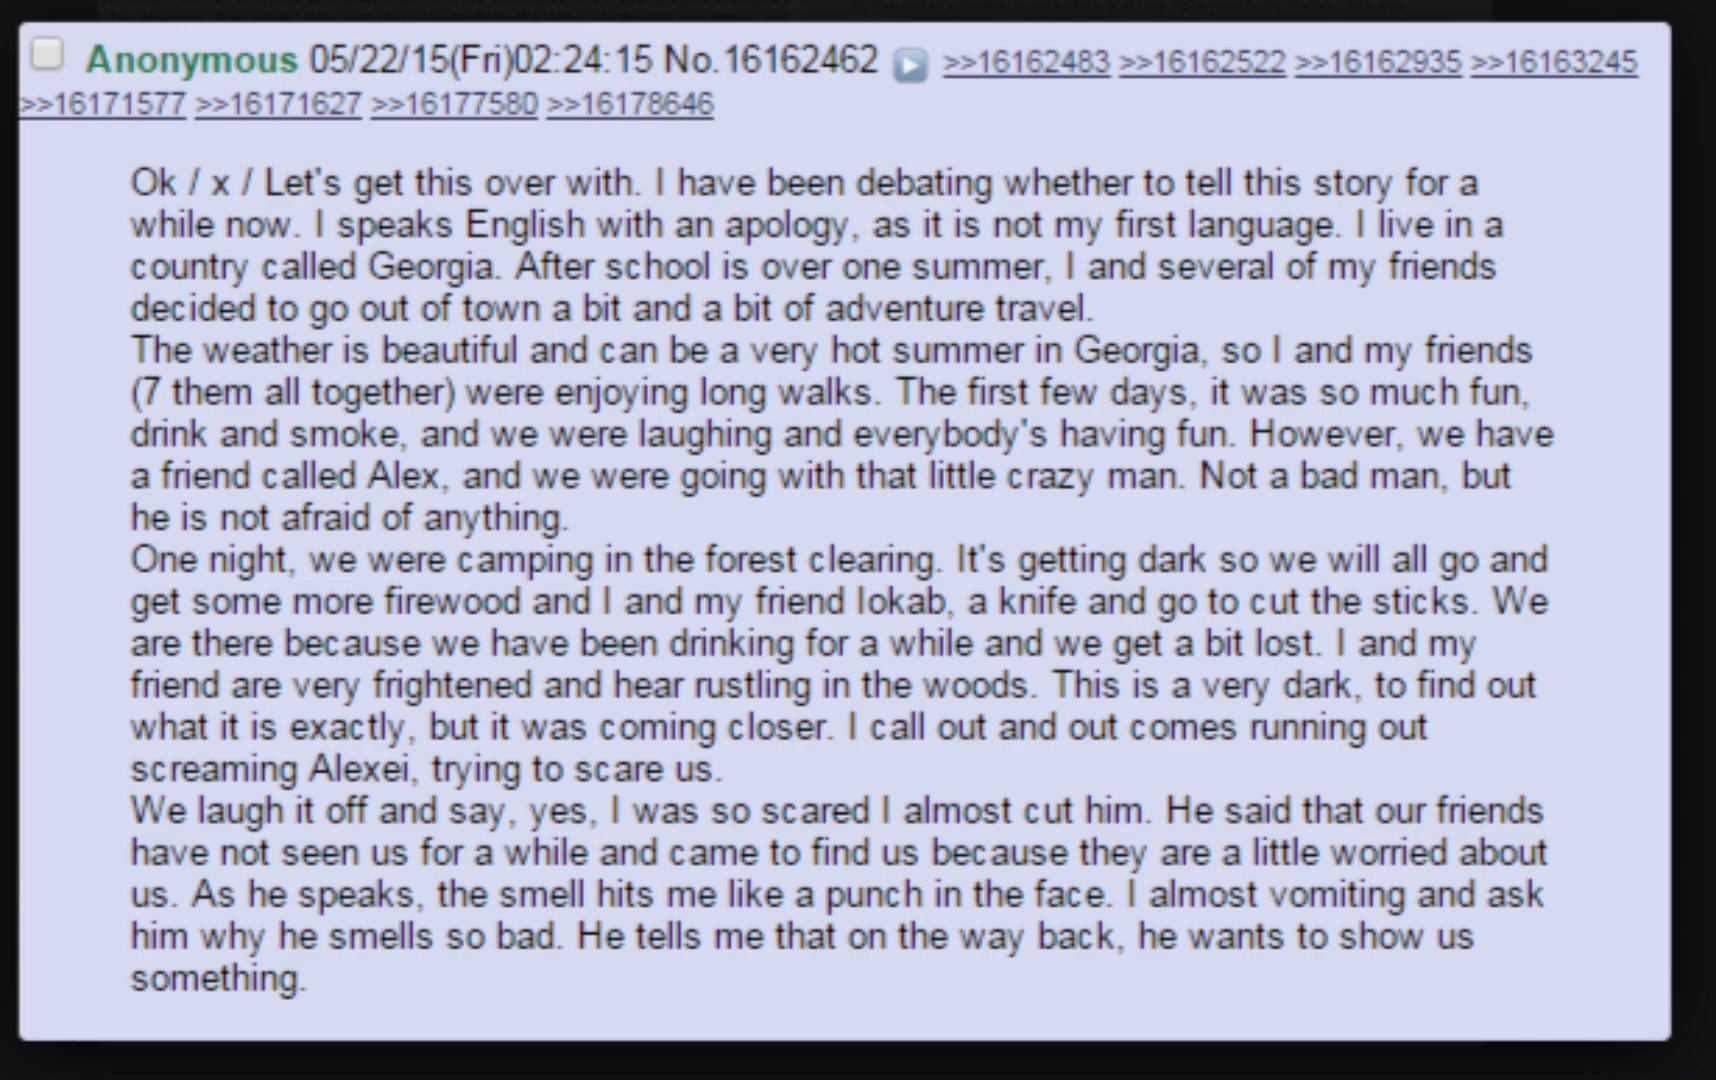 Anonymous 05/22/15(Fri)02:24:15 No.16162462 >>16162483 >>16162522 >>16162935 >>16163245
>>16171577 >>16171627 >>16177580 >>16178646
Ok / x / Let's get this over with. I have been debating whether to tell this story for a
while now. I speaks English with an apology, as it is not my first language. I live in a
country called Georgia. After school is over one summer, I and several of my friends
decided to go out of town a bit and a bit of adventure travel.
The weather is beautiful and can be a very hot summer in Georgia, so I and my friends
(7 them all together) were enjoying long walks. The first few days, it was so much fun,
drink and smoke, and we were laughing and everybody's having fun. However, we have
a friend called Alex, and we were going with that little crazy man. Not a bad man, but
he is not afraid of anything.
One night, we were camping in the forest clearing. It's getting dark so we will all go and
get some more firewood and I and my friend lokab, a knife and go to cut the sticks. We
are there because we have been drinking for a while and we get a bit lost. I and my
friend are very frightened and hear rustling in the woods. This is a very dark, to find out
what it is exactly, but it was coming closer. I call out and out comes running out
screaming Alexei, trying to scare us.
We laugh it off and say, yes, I was so scared I almost cut him. He said that our friends
have not seen us for a while and came to find us because they are a little worried about
us. As he speaks, the smell hits me like a punch in the face. I almost vomiting and ask
him why he smells so bad. He tells me that on the way back, he wants to show us
something.